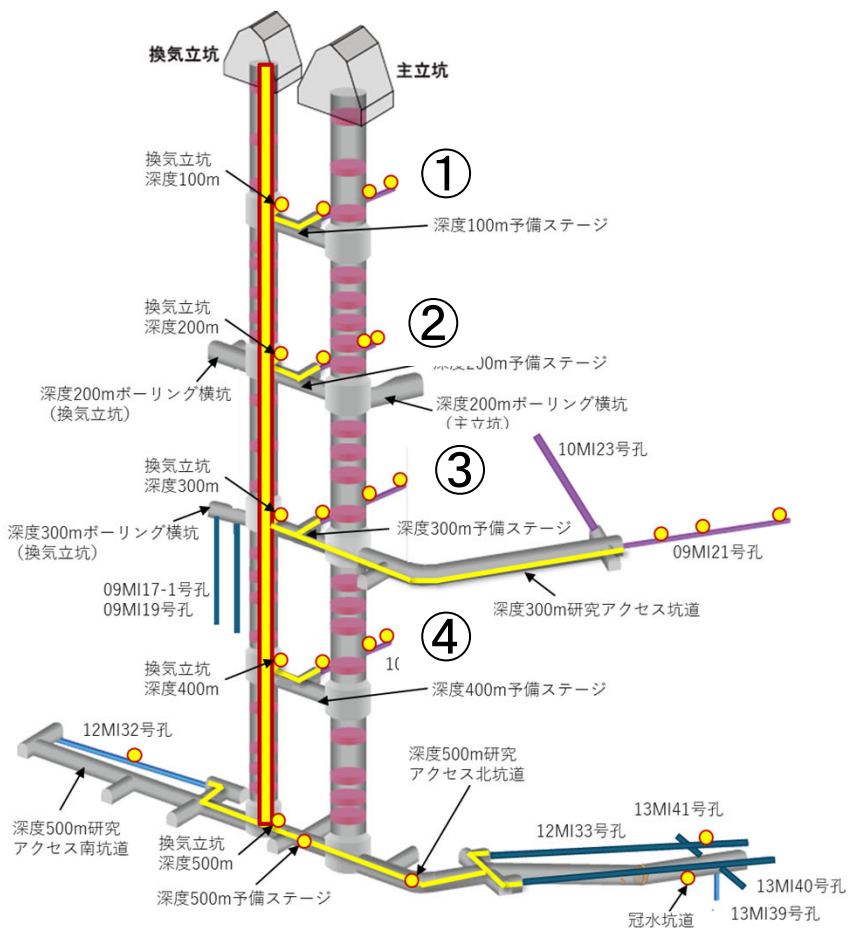 換気立坑
主立坑
換気立坑
深度100m
①
深度100m予備ステージ
換気立坑
深度200m
②
深度200m予備ステージ
深度200mボーリング横坑
(換気立坑)
深度200mボーリング横坑
(主立坑)
10MI23号孔
換気立坑
深度300m
③
深度300mボーリング横坑
(換気立坑)
深度300m予備ステージ
09MI21号孔
09MI17-1号孔
09MI19号孔
深度300m研究アクセス坑道
④
換気立坑
深度400m
10
深度400m予備ステージ
12MI32号孔
深度500m研究
アクセス北坑道
深度500m研究
アクセス南坑道
換気立坑
深度500m
深度500m予備ステージ
12MI33号孔
13MI41号孔
13MI40号孔
13MI39号孔
冠水坑道